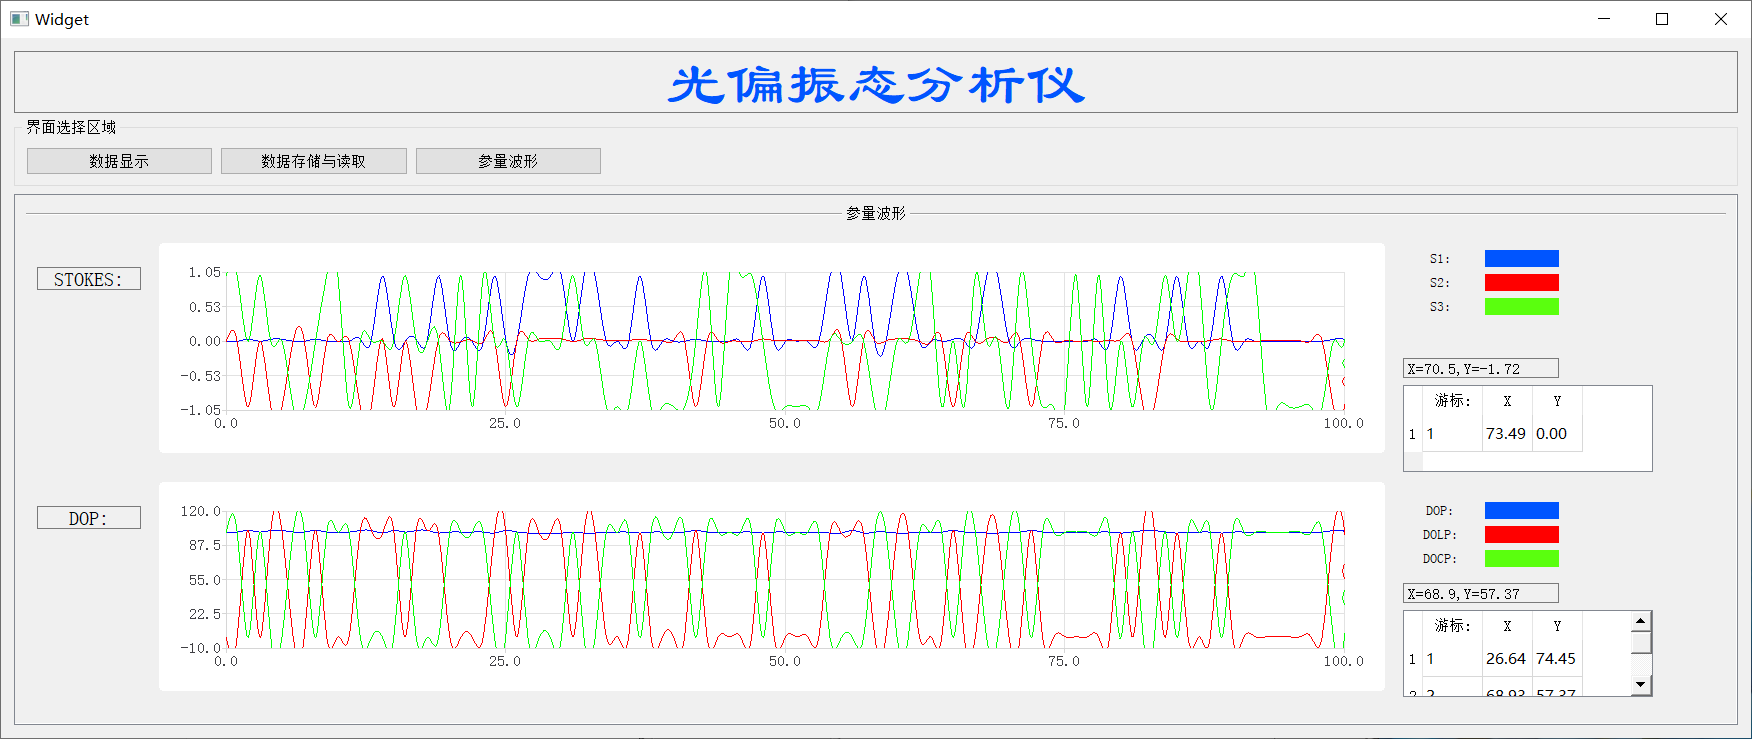 Widget
光偏振态分析仪
界面选择区域
数据显示 数据存储与读取 参量波形
参量波形
STOKES:
1.05
0.53
0.00
-0.53
-1.05
0.0 25.0 50.0 75.0 100.0
S1:
S2:
S3:
X=70.5,Y=-1.72
游标: X Y
1 1 73.49 0.00
DOP:
120.0
87.5
55.0
22.5
-10.0
0.0 25.0 50.0 75.0 100.0
DOP:
DOLP:
DOCP:
X=68.9,Y=57.37
游标: X Y
1 1 26.64 74.45
2 2 68.93 57.37